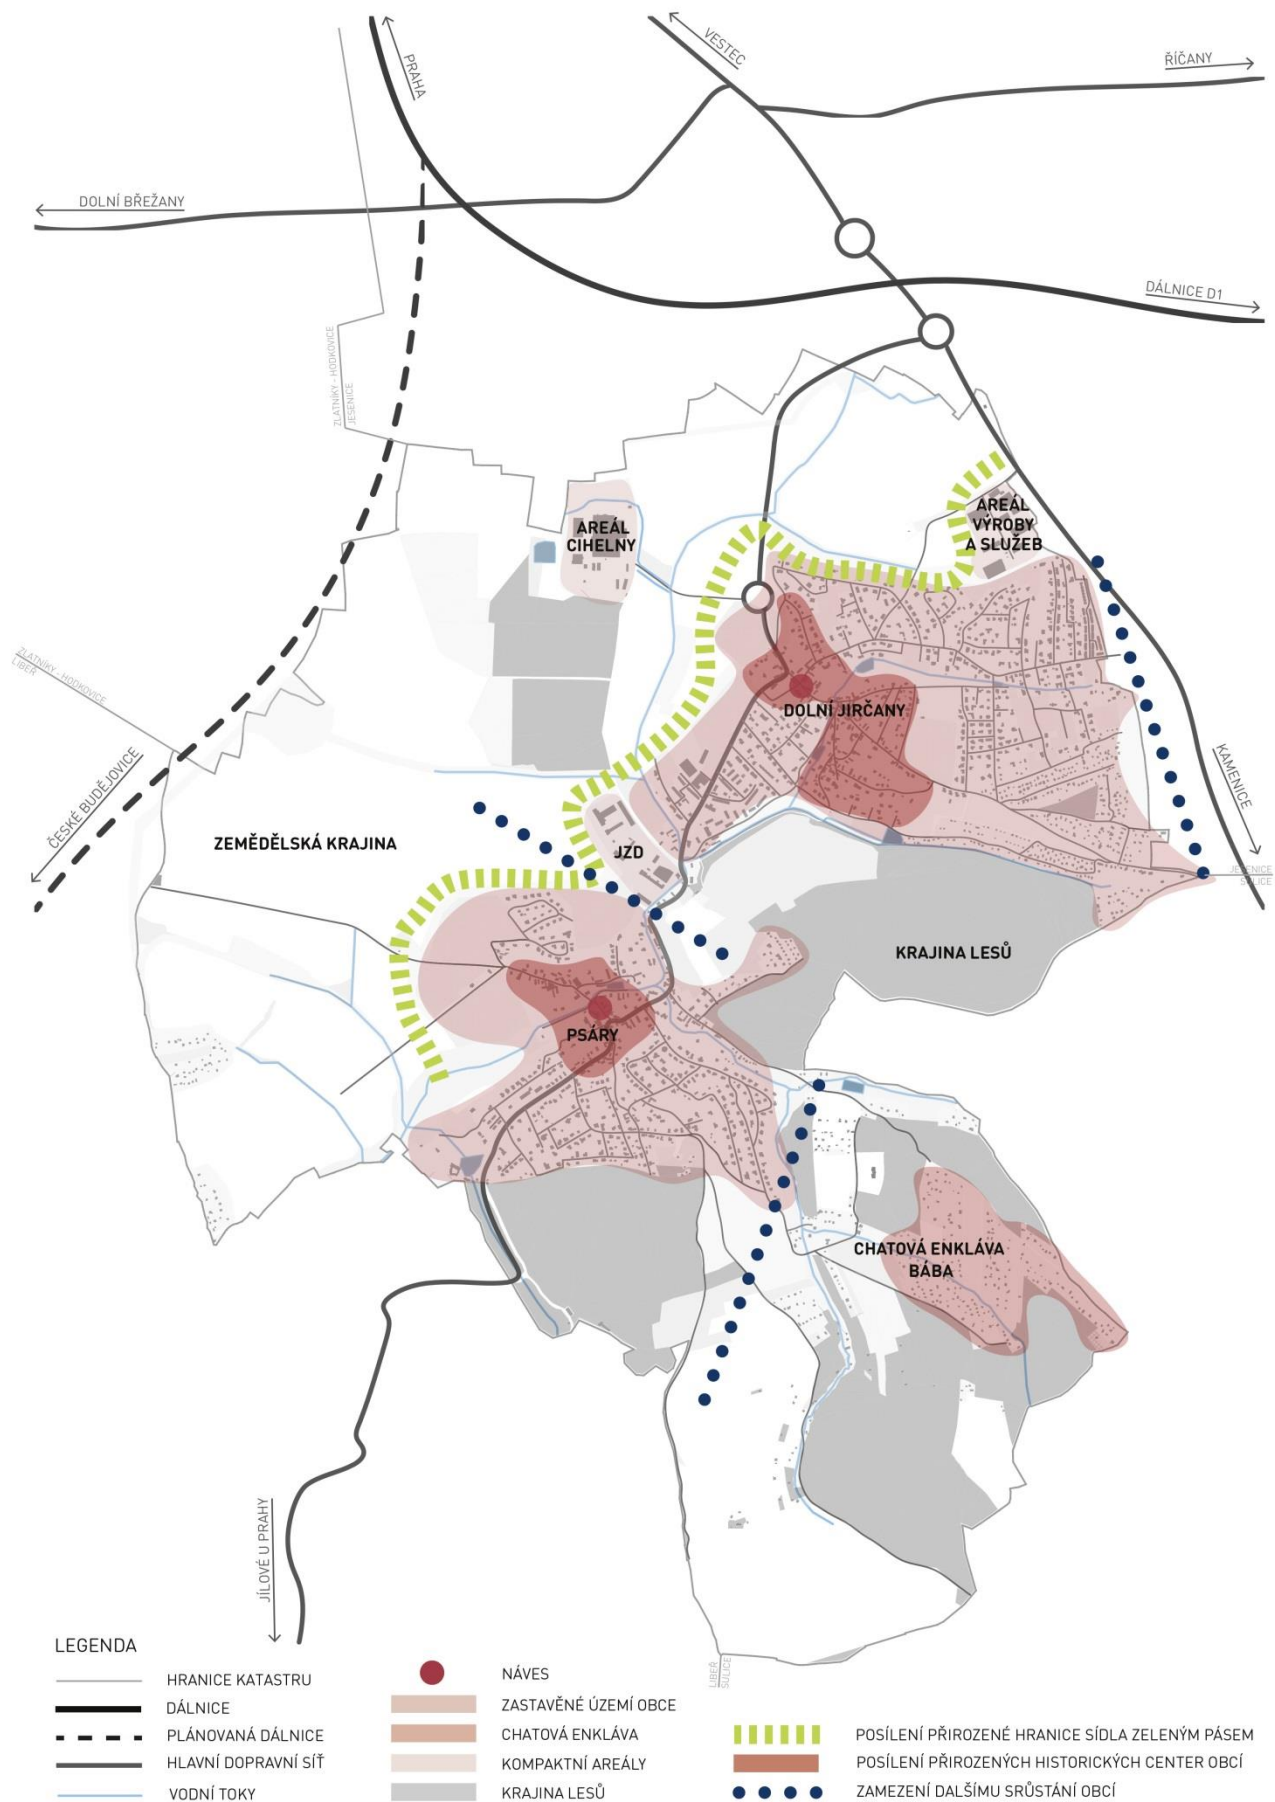 VESTEC
ŘÍČANY
PRAHA
DOLNÍ BŘEŽANY
DÁLNICE D1
ZLATNÍKY - HODKOVICE
JESENICE
AREÁL
VÝROBY
A SLUŽEB
AREÁL
CIHELNY
ZLATNÍKY - HODKOVICE
LIBEŘ
DOLNÍ JIRČANY
ČESKÉ BUDĚJOVICE
KAMENICE
ZEMĚDĚLSKÁ KRAJINA
JZD
JESENICE
SULICE
KRAJINA LESŮ
PSÁRY
CHATOVÁ ENKLÁVA
BÁBA
JÍLOVÉ U PRAHY
LIBEŘ
SULICE
LEGENDA
HRANICE KATASTRU
DÁLNICE
PLÁNOVANÁ DÁLNICE
HLAVNÍ DOPRAVNÍ SÍŤ
VODNÍ TOKY
NÁVES
ZASTAVĚNÉ ÚZEMÍ OBCE
CHATOVÁ ENKLÁVA
KOMPAKTNÍ AREÁLY
KRAJINA LESŮ
POSÍLENÍ PŘIROZENÉ HRANICE SÍDLA ZELENÝM PÁSEM
POSÍLENÍ PŘIROZENÝCH HISTORICKÝCH CENTER OBCÍ
ZAMEZENÍ DALŠÍMU SRŮSTÁNÍ OBCÍ